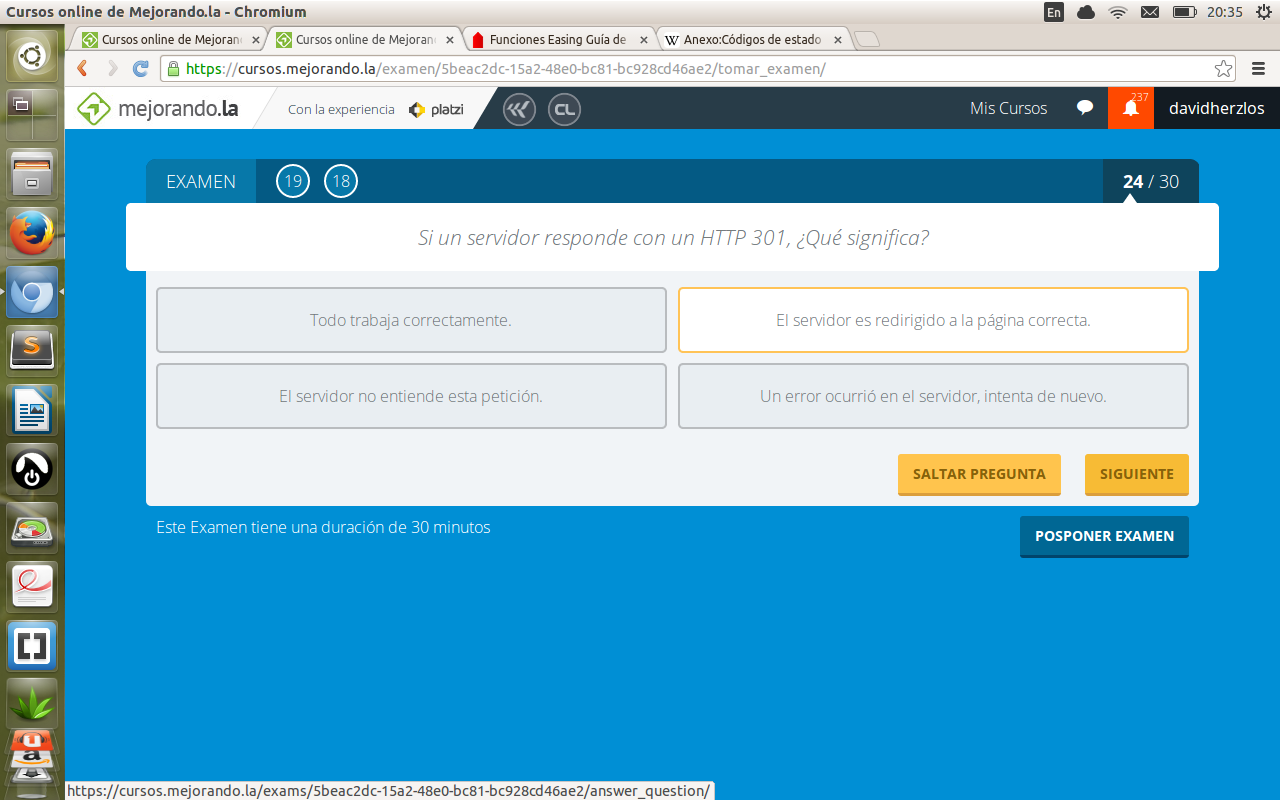 Cursos online de Mejorando.la - Chromium
En
20:35
Cursos online de Mejoran
Cursos online de Mejoran
Funciones Easing Guía de
W Anexo:Códigos de estado
https://cursos.mejorando.la/examen/5beac2dc-15a2-48e0-bc81-bc928cd46ae2/tomar_examen/
mejorando.la
Con la experiencia platzi
CL
Mis Cursos
237
davidherzlos
EXAMEN
19
18
24 / 30
Si un servidor responde con un HTTP 301, ¿Qué significa?
Todo trabaja correctamente.
El servidor es redirigido a la página correcta.
El servidor no entiende esta petición.
Un error ocurrió en el servidor, intenta de nuevo.
SALTAR PREGUNTA
SIGUIENTE
Este Examen tiene una duración de 30 minutos
POSPONER EXAMEN
S
u
a
https://cursos.mejorando.la/exams/5beac2dc-15a2-48e0-bc81-bc928cd46ae2/answer_question/